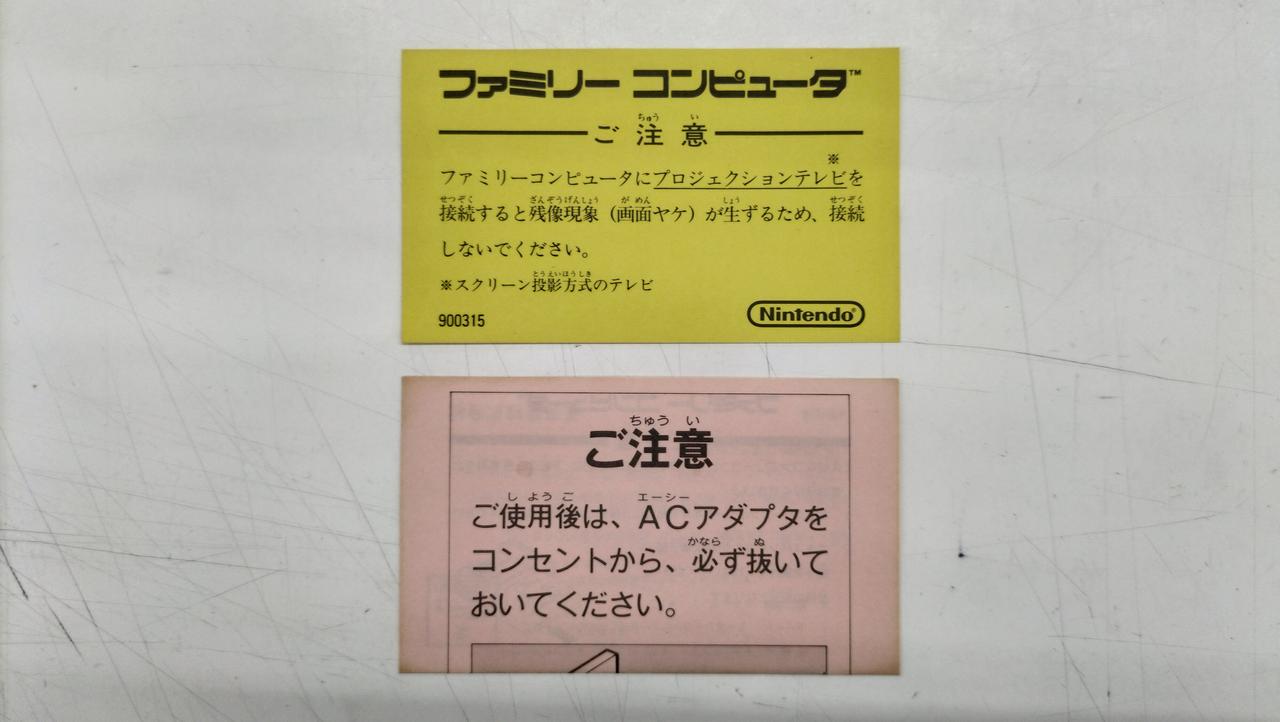 ファミリー コンピュータ™
ご注意
ファミリーコンピュータにプロジェクションテレビ※を
接続すると残像現象（画面ヤケ）が生ずるため、接続
しないでください。
※スクリーン投影方式のテレビ
900315
Nintendo®
ご注意
ご使用後は、ACアダプタを
コンセントから、必ず抜いて
おいてください。